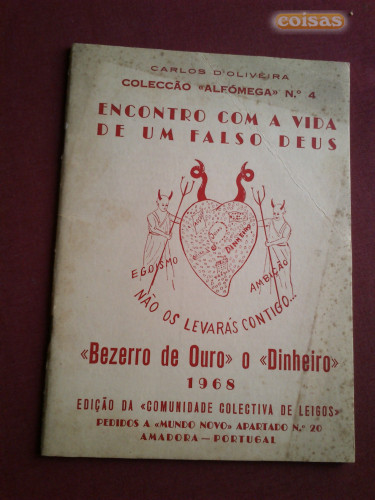 coisas
CARLOS D'OLIVEIRA
COLECÇÃO «ALFÓMEGA» N.º 4
ENCONTRO COM A VIDA
DE UM FALSO DEUS
DINHEIRO
EGOISMO
AMBIÇÃO
NÃO OS LEVARÁS CONTIGO...
«Bezerro de Ouro» o «Dinheiro»
1968
EDIÇÃO DA «COMUNIDADE COLECTIVA DE LEIGOS»
PEDIDOS A «MUNDO NOVO» APARTADO N.º 20
AMADORA — PORTUGAL